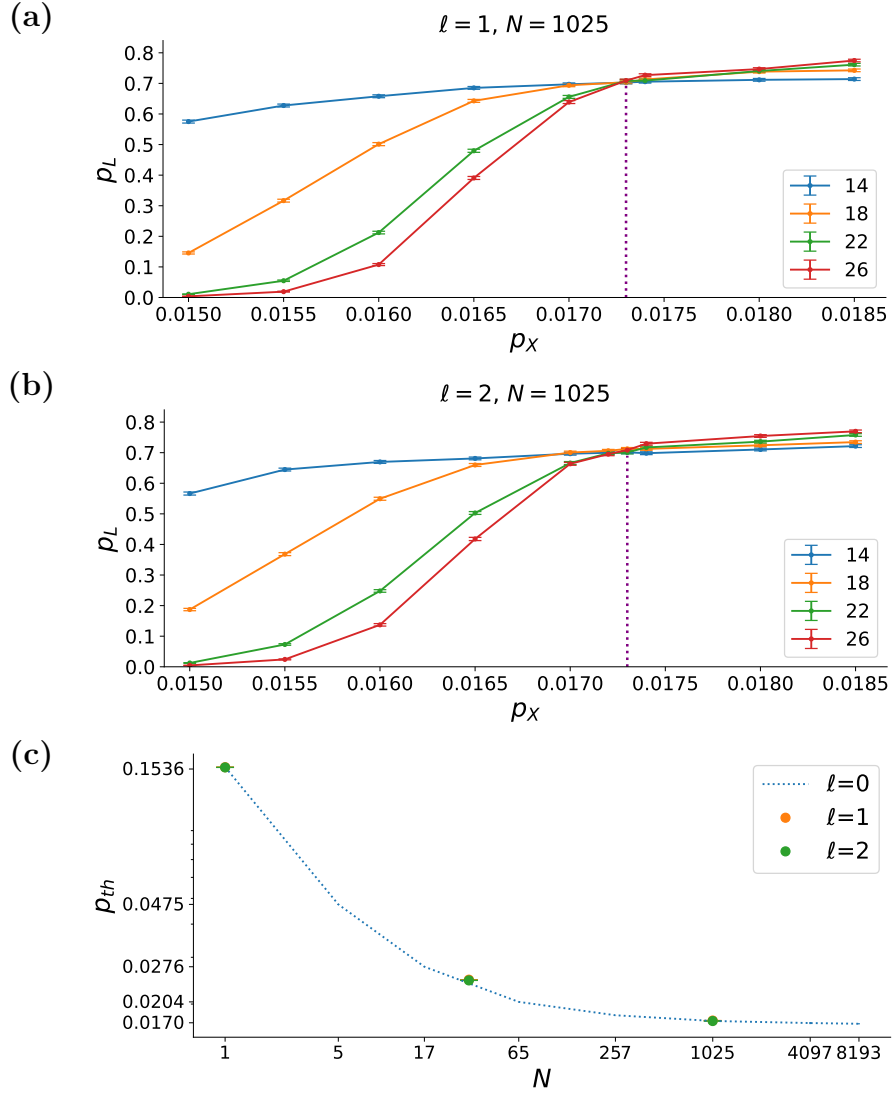 (a)
ℓ = 1, N = 1025
0.8
0.7
0.6
0.5
0.4
0.3
0.2
0.1
0.0
p_L
14
18
22
26
0.0150 0.0155 0.0160 0.0165 0.0170 0.0175 0.0180 0.0185
p_X
(b)
ℓ = 2, N = 1025
0.8
0.7
0.6
0.5
0.4
0.3
0.2
0.1
0.0
p_L
14
18
22
26
0.0150 0.0155 0.0160 0.0165 0.0170 0.0175 0.0180 0.0185
p_X
(c)
0.1536
0.0475
0.0276
0.0204
0.0170
p_th
ℓ=0
ℓ=1
ℓ=2
1 5 17 65 257 1025 4097 8193
N